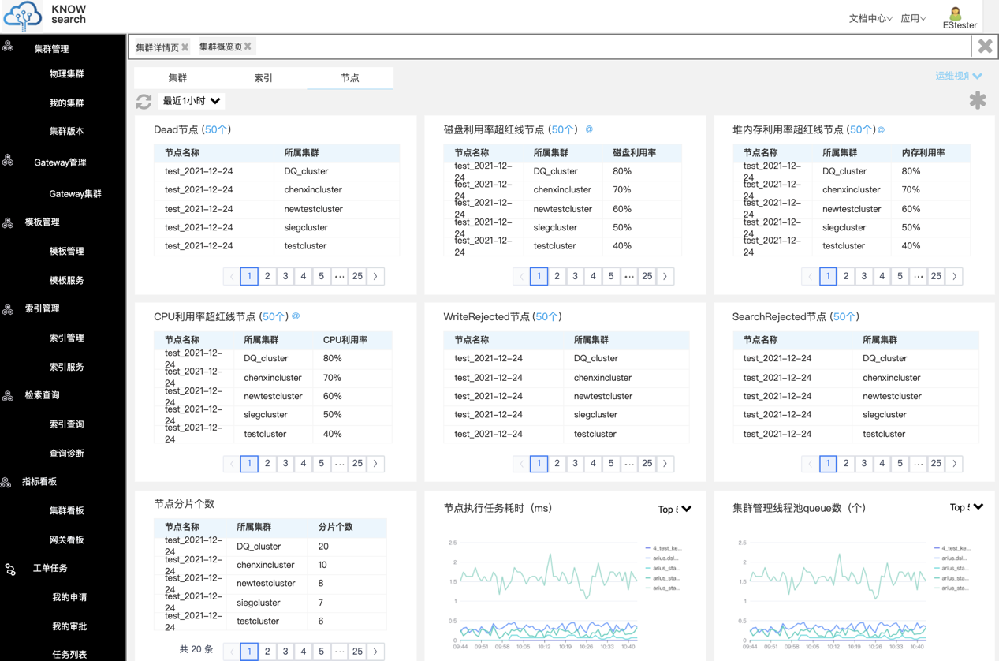 KNOW
search
文档中心
应用
EStester
集群管理
物理集群
我的集群
集群版本
Gateway管理
Gateway集群
模板管理
模板管理
模板服务
索引管理
索引管理
索引服务
检索查询
索引查询
查询诊断
指标看板
集群看板
网关看板
工单任务
我的申请
我的审批
任务列表
集群详情页
集群概览页
集群 索引 节点
运维视角
最近1小时
Dead节点 (50个)
节点名称 所属集群
test_2021-12-24 DQ_cluster
test_2021-12-24 chenxincluster
test_2021-12-24 newtestcluster
test_2021-12-24 siegcluster
test_2021-12-24 testcluster
< 1 2 3 4 5 ··· 25 >
磁盘利用率超红线节点 (50个) @
节点名称 所属集群 磁盘利用率
test_2021-12-24 DQ_cluster 80%
test_2021-12-24 chenxincluster 70%
test_2021-12-24 newtestcluster 60%
test_2021-12-24 siegcluster 50%
test_2021-12-24 testcluster 40%
< 1 2 3 4 5 ··· 25 >
堆内存利用率超红线节点 (50个) @
节点名称 所属集群 内存利用率
test_2021-12-24 DQ_cluster 80%
test_2021-12-24 chenxincluster 70%
test_2021-12-24 newtestcluster 60%
test_2021-12-24 siegcluster 50%
test_2021-12-24 testcluster 40%
< 1 2 3 4 5 ··· 25 >
CPU利用率超红线节点 (50个) @
节点名称 所属集群 CPU利用率
test_2021-12-24 DQ_cluster 80%
test_2021-12-24 chenxincluster 70%
test_2021-12-24 newtestcluster 60%
test_2021-12-24 siegcluster 50%
test_2021-12-24 testcluster 40%
< 1 2 3 4 5 ··· 25 >
WriteRejected节点 (50个)
节点名称 所属集群
test_2021-12-24 DQ_cluster
test_2021-12-24 chenxincluster
test_2021-12-24 newtestcluster
test_2021-12-24 siegcluster
test_2021-12-24 testcluster
< 1 2 3 4 5 ··· 25 >
SearchRejected节点 (50个)
节点名称 所属集群
test_2021-12-24 DQ_cluster
test_2021-12-24 chenxincluster
test_2021-12-24 newtestcluster
test_2021-12-24 siegcluster
test_2021-12-24 testcluster
< 1 2 3 4 5 ··· 25 >
节点分片个数
节点名称 所属集群 分片个数
test_2021-12-24 DQ_cluster 20
test_2021-12-24 chenxincluster 10
test_2021-12-24 newtestcluster 8
test_2021-12-24 siegcluster 7
test_2021-12-24 testcluster 6
共 20 条 < 1 2 3 4 5 ··· 25 >
节点执行任务耗时（ms）
Top
2.5
2
1.5
1
0.5
0
09:44 09:51 09:58 10:05 10:12 10:19 10:26 10:33 10:40
4_test_ke...
arius.dsl...
arius_sta...
arius_sta...
arius_sta...
集群管理线程池queue数（个）
Top
2.5
2
1.5
1
0.5
0
09:44 09:51 09:58 10:05 10:12 10:19 10:26 10:33 10:40
4_test_ke...
arius.dsl...
arius_sta...
arius_sta...
arius_sta...